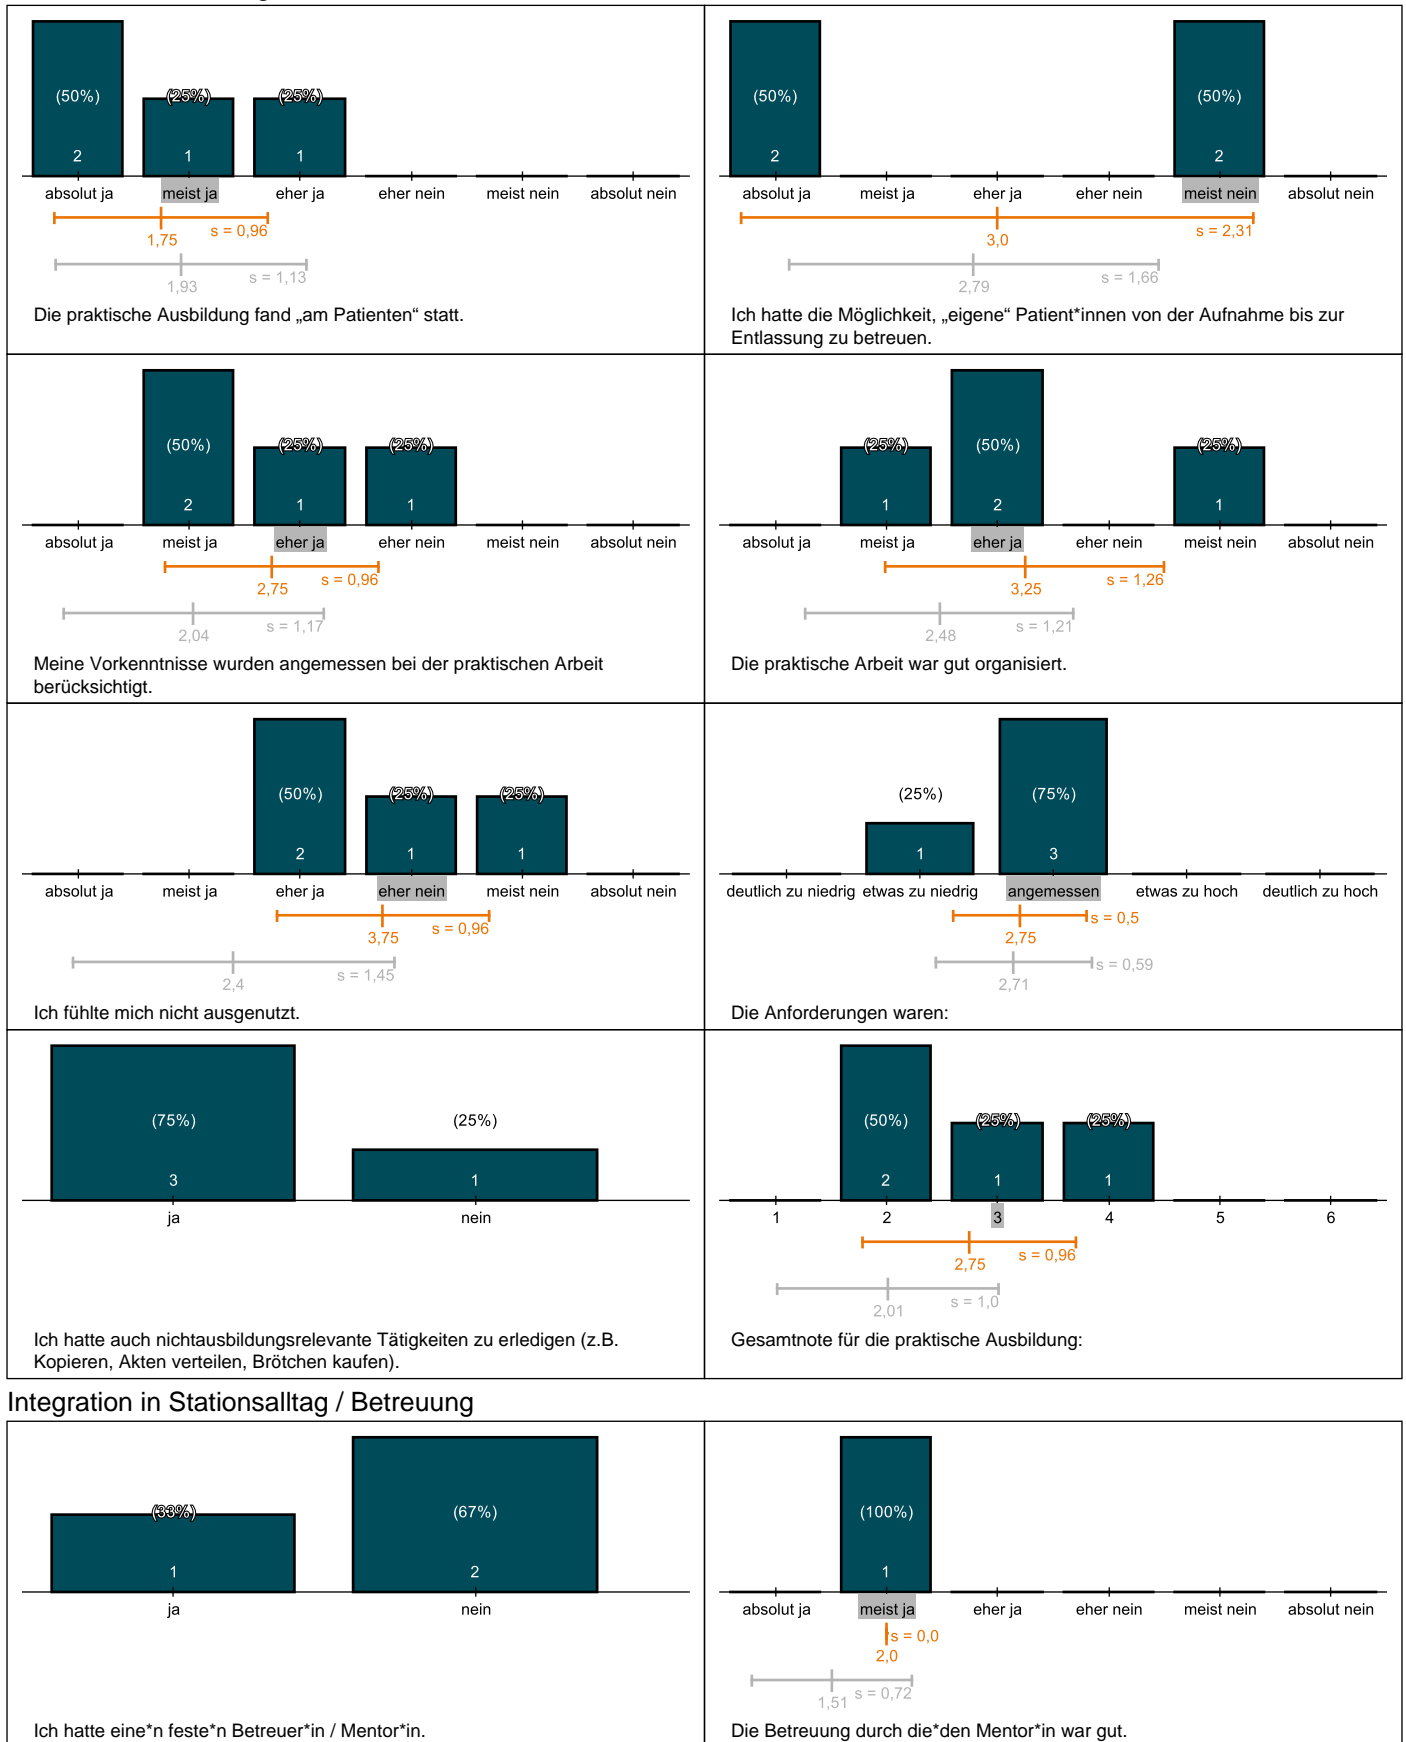 (50%)
(25%)
(25%)
2
1
1
absolut ja
meist ja
eher ja
eher nein
meist nein
absolut nein
s = 0,96
1,75
s = 1,13
1,93
Die praktische Ausbildung fand „am Patienten“ statt.
(50%)
(50%)
2
2
absolut ja
meist ja
eher ja
eher nein
meist nein
absolut nein
s = 2,31
3,0
s = 1,66
2,79
Ich hatte die Möglichkeit, „eigene“ Patient*innen von der Aufnahme bis zur
Entlassung zu betreuen.
(50%)
(25%)
(25%)
2
1
1
absolut ja
meist ja
eher ja
eher nein
meist nein
absolut nein
s = 0,96
2,75
s = 1,17
2,04
Meine Vorkenntnisse wurden angemessen bei der praktischen Arbeit
berücksichtigt.
(25%)
(50%)
(25%)
1
2
1
absolut ja
meist ja
eher ja
eher nein
meist nein
absolut nein
s = 1,26
3,25
s = 1,21
2,48
Die praktische Arbeit war gut organisiert.
(50%)
(25%)
(25%)
2
1
1
absolut ja
meist ja
eher ja
eher nein
meist nein
absolut nein
s = 0,96
3,75
s = 1,45
2,4
Ich fühlte mich nicht ausgenutzt.
(25%)
(75%)
1
3
deutlich zu niedrig
etwas zu niedrig
angemessen
etwas zu hoch
deutlich zu hoch
s = 0,5
2,75
s = 0,59
2,71
Die Anforderungen waren:
(75%)
(25%)
3
1
ja
nein
Ich hatte auch nichtausbildungsrelevante Tätigkeiten zu erledigen (z.B.
Kopieren, Akten verteilen, Brötchen kaufen).
(50%)
(25%)
(25%)
2
1
1
1
2
3
4
5
6
s = 0,96
2,75
s = 1,0
2,01
Gesamtnote für die praktische Ausbildung:
Integration in Stationsalltag / Betreuung
(33%)
(67%)
1
2
ja
nein
Ich hatte eine*n feste*n Betreuer*in / Mentor*in.
(100%)
1
absolut ja
meist ja
eher ja
eher nein
meist nein
absolut nein
s = 0,0
2,0
s = 0,72
1,51
Die Betreuung durch die*den Mentor*in war gut.